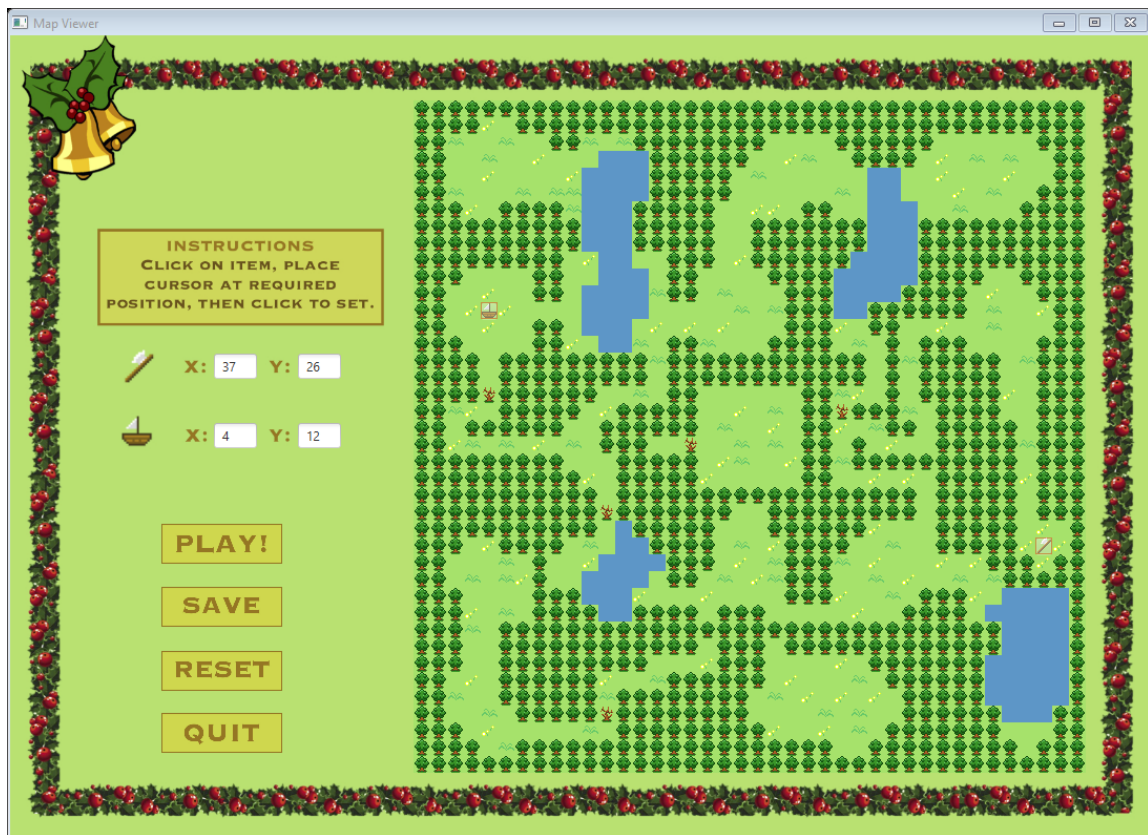 Map Viewer
INSTRUCTIONS
Click on item, place
cursor at required
position, then click to set.
X: 37 Y: 26
X: 4 Y: 12
PLAY!
SAVE
RESET
QUIT